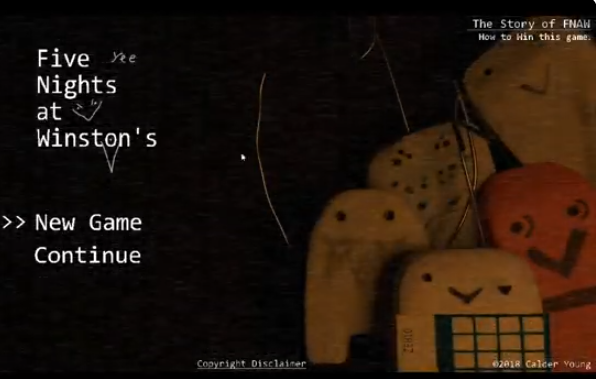 The Story of FNAW
How to Win this game.
Five
Nights
at
Winston's
Yee
>> New Game
Continue
Copyright Disclaimer
©2018 Calder Young